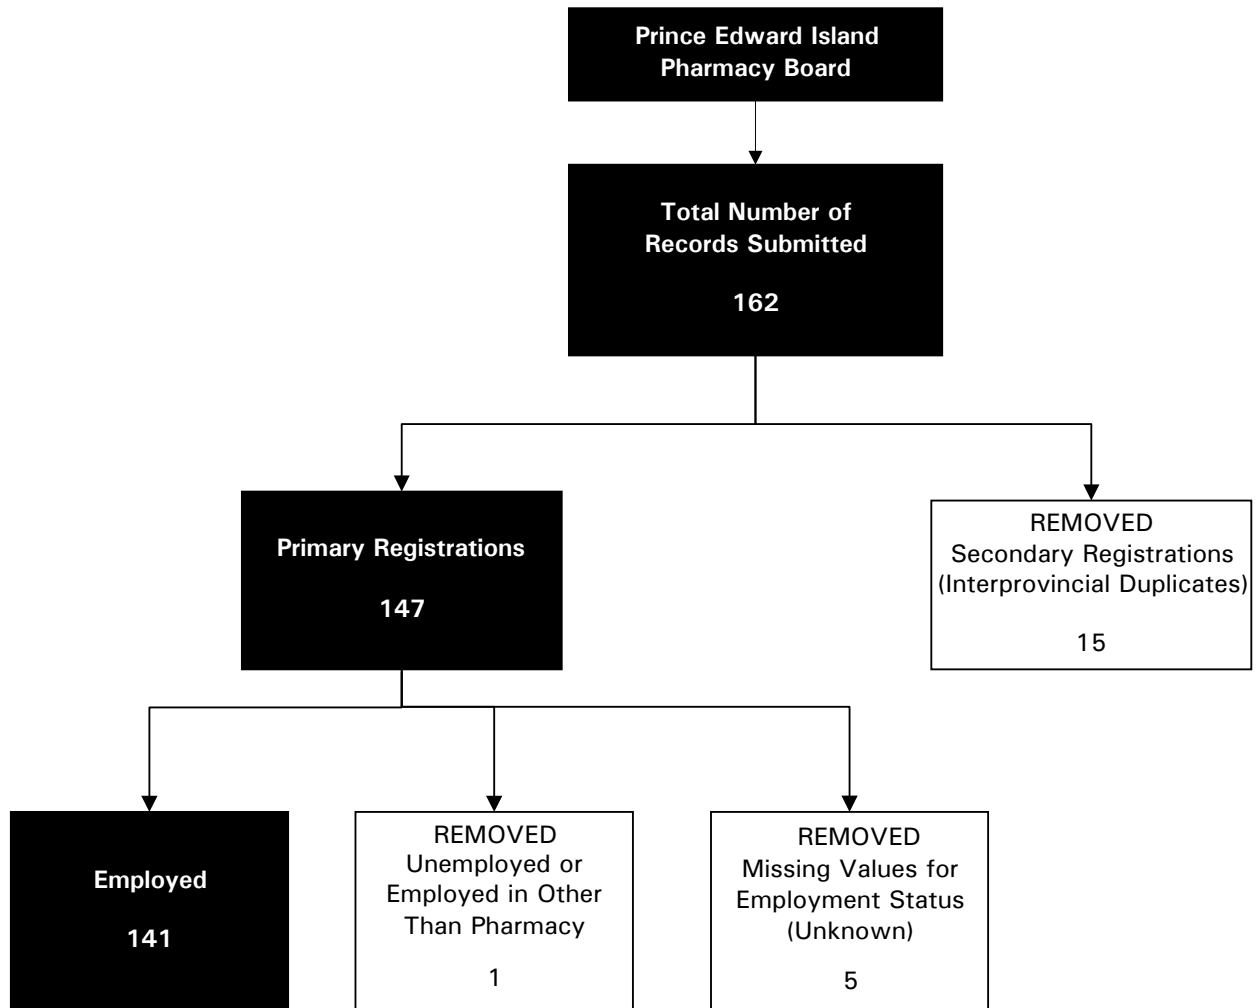 Prince Edward Island
Pharmacy Board
Total Number of
Records Submitted
162
Primary Registrations
147
REMOVED
Secondary Registrations
(Interprovincial Duplicates)
15
Employed
141
REMOVED
Unemployed or
Employed in Other
Than Pharmacy
1
REMOVED
Missing Values for
Employment Status
(Unknown)
5